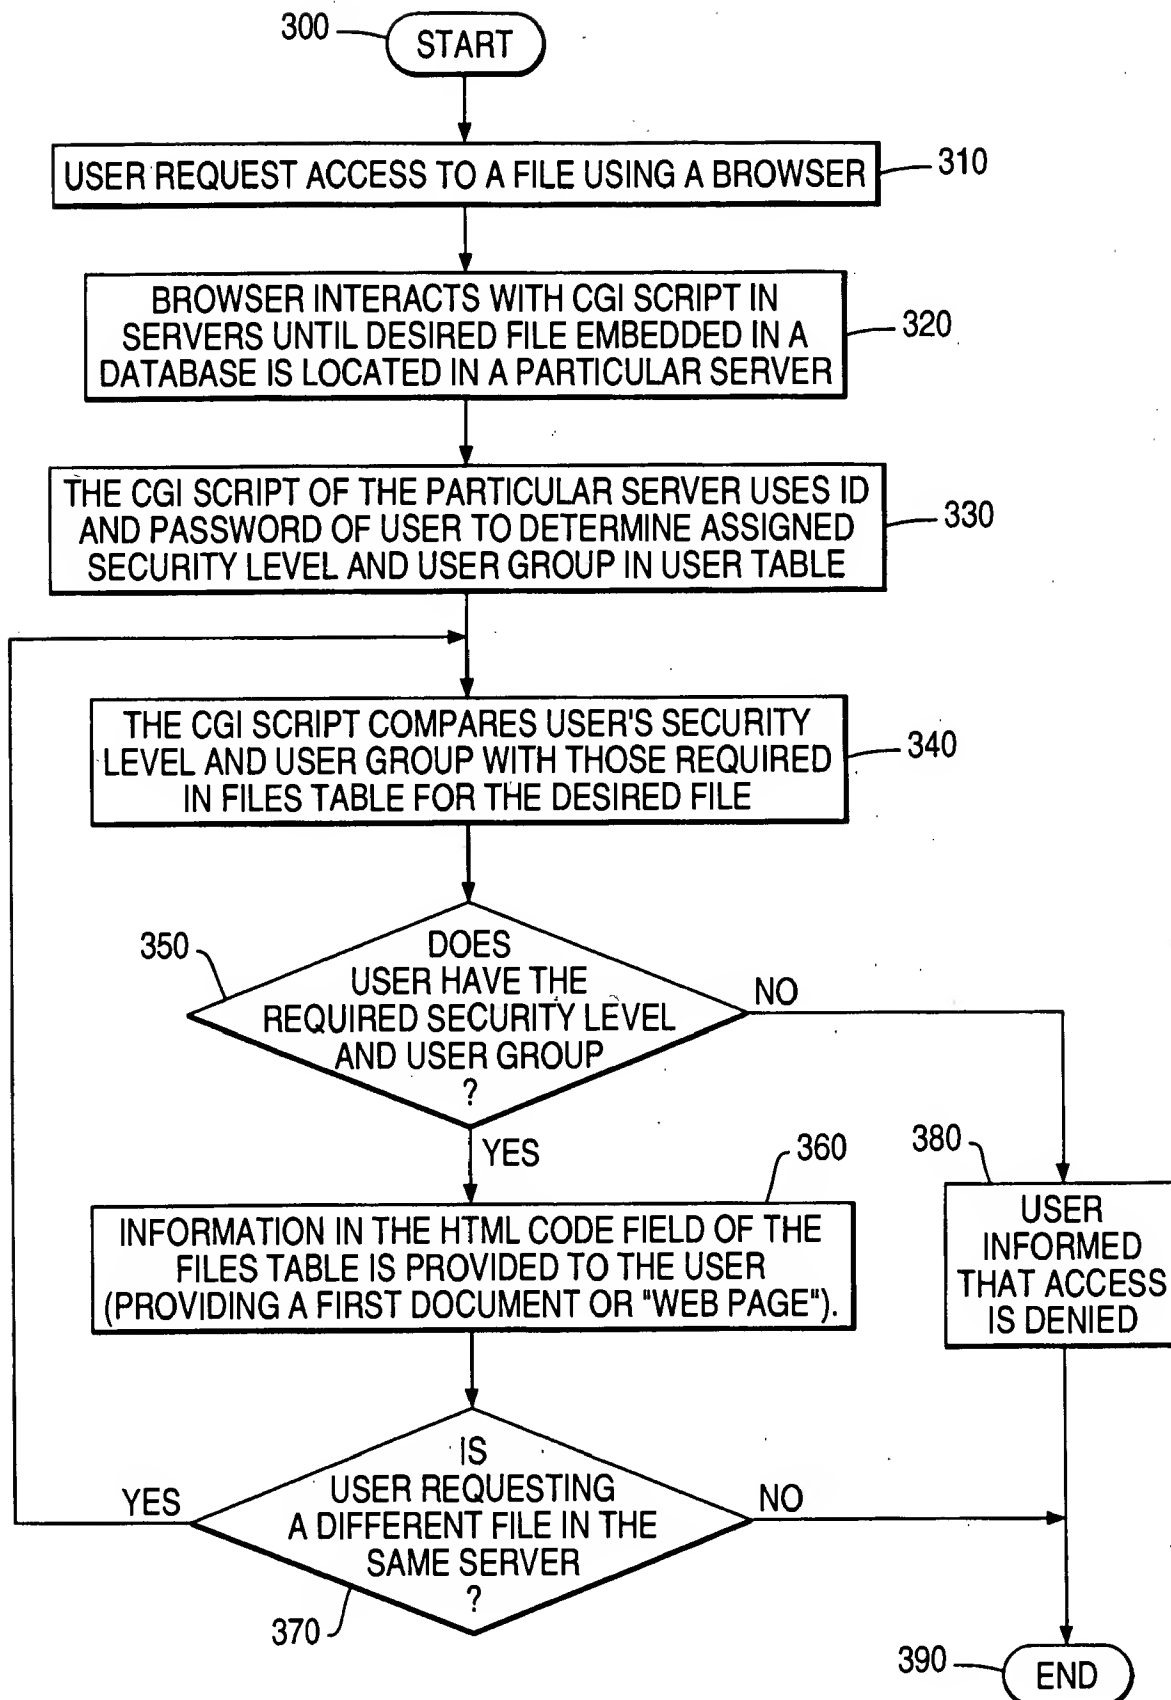 300
START
USER REQUEST ACCESS TO A FILE USING A BROWSER
310
BROWSER INTERACTS WITH CGI SCRIPT IN
SERVERS UNTIL DESIRED FILE EMBEDDED IN A
DATABASE IS LOCATED IN A PARTICULAR SERVER
320
THE CGI SCRIPT OF THE PARTICULAR SERVER USES ID
AND PASSWORD OF USER TO DETERMINE ASSIGNED
SECURITY LEVEL AND USER GROUP IN USER TABLE
330
THE CGI SCRIPT COMPARES USER'S SECURITY
LEVEL AND USER GROUP WITH THOSE REQUIRED
IN FILES TABLE FOR THE DESIRED FILE
340
350
DOES
USER HAVE THE
REQUIRED SECURITY LEVEL
AND USER GROUP
?
NO
YES
360
INFORMATION IN THE HTML CODE FIELD OF THE
FILES TABLE IS PROVIDED TO THE USER
(PROVIDING A FIRST DOCUMENT OR "WEB PAGE").
380
USER
INFORMED
THAT ACCESS
IS DENIED
IS
USER REQUESTING
A DIFFERENT FILE IN THE
SAME SERVER
?
YES
NO
370
390
END